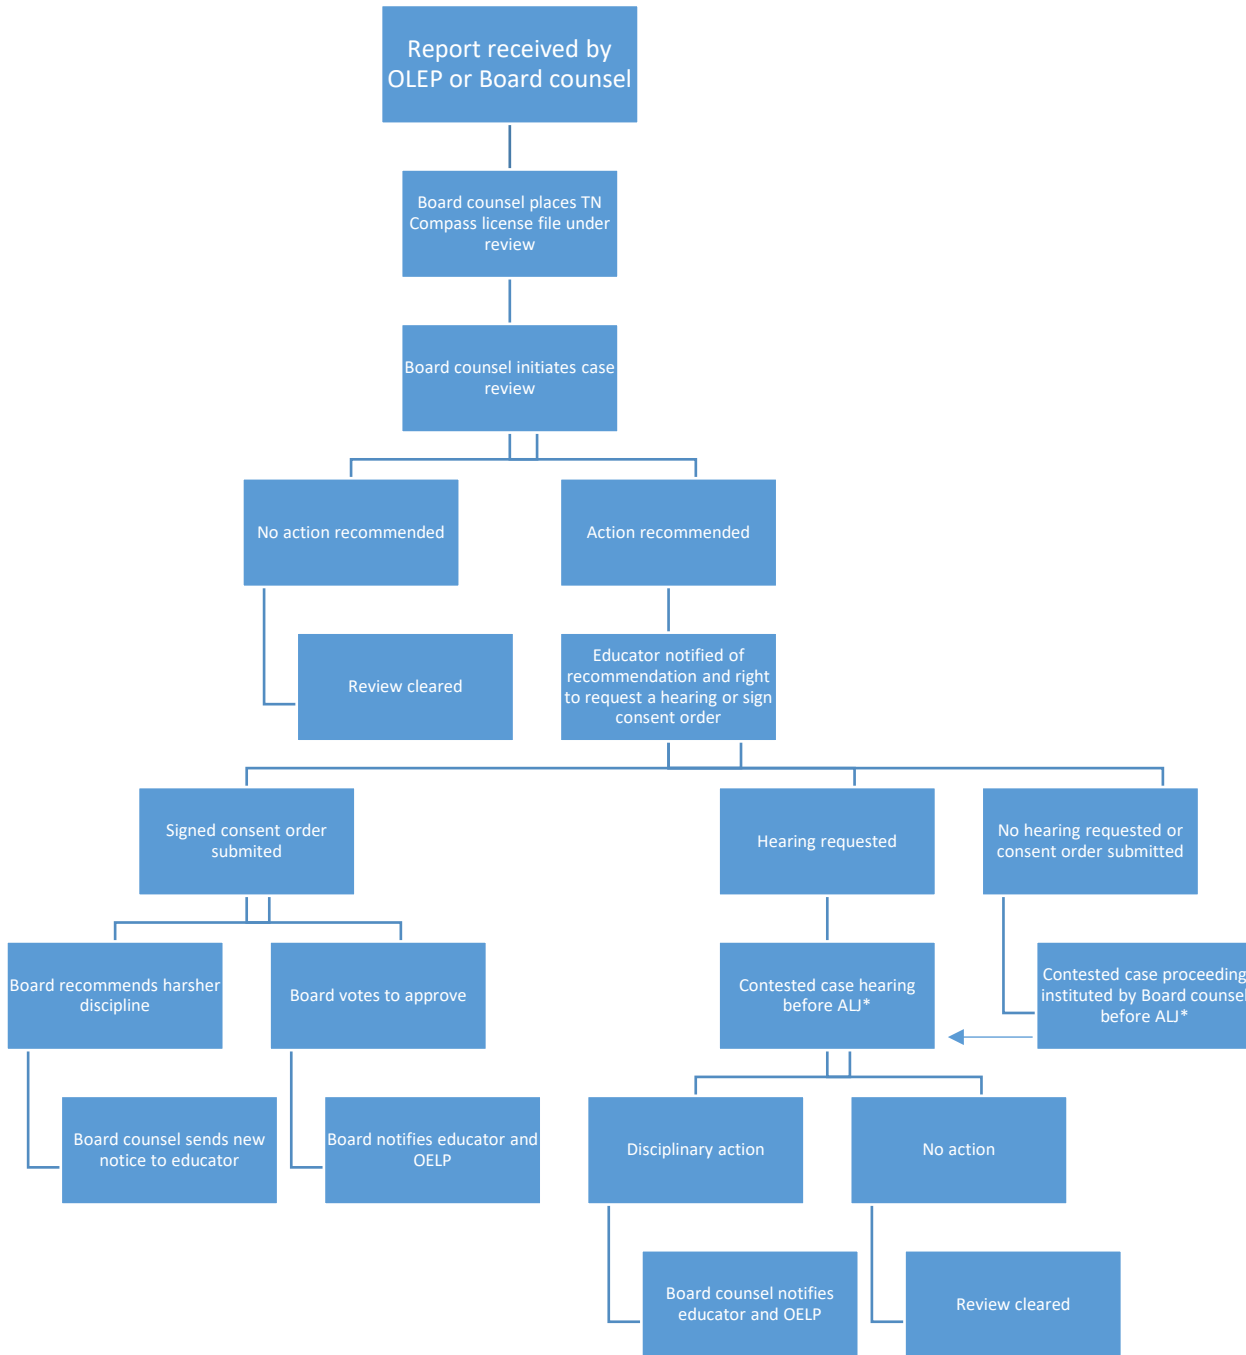 Report received by
OLEP or Board counsel
Board counsel places TN
Compass license file under
review
Board counsel initiates case
review
No action recommended
Action recommended
Review cleared
Educator notified of
recommendation and right
to request a hearing or sign
consent order
Signed consent order
submited
Hearing requested
No hearing requested or
consent order submitted
Board recommends harsher
discipline
Board votes to approve
Contested case hearing
before ALJ*
Contested case proceeding
instituted by Board counsel
before ALJ*
Board counsel sends new
notice to educator
Board notifies educator and
OELP
Disciplinary action
No action
Board counsel notifies
educator and OELP
Review cleared